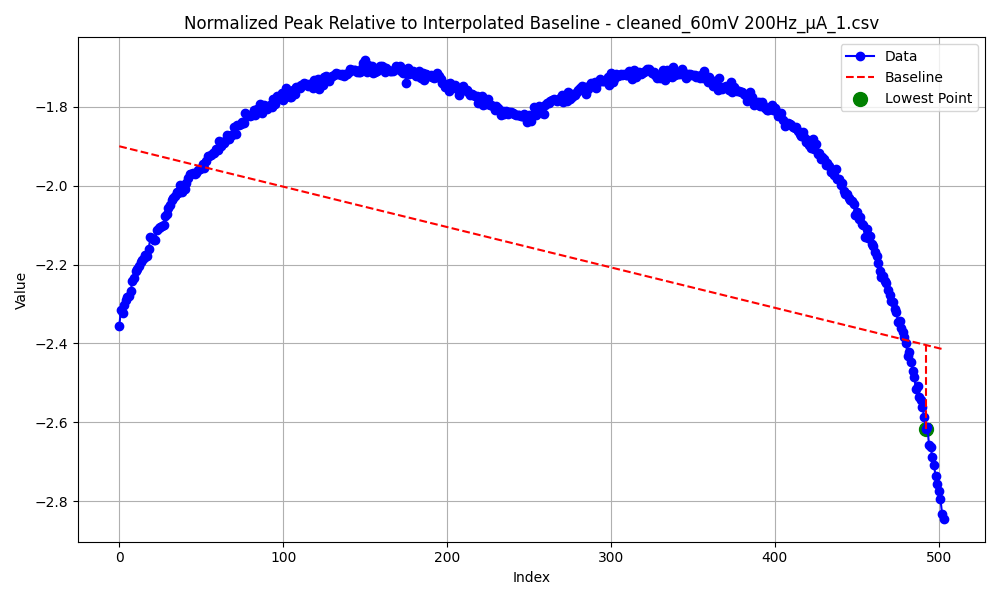 Normalized Peak Relative to Interpolated Baseline - cleaned_60mV 200Hz_μA_1.csv
Data
Baseline
Lowest Point
Value
−1.8
−2.0
−2.2
−2.4
−2.6
−2.8
0 100 200 300 400 500
Index